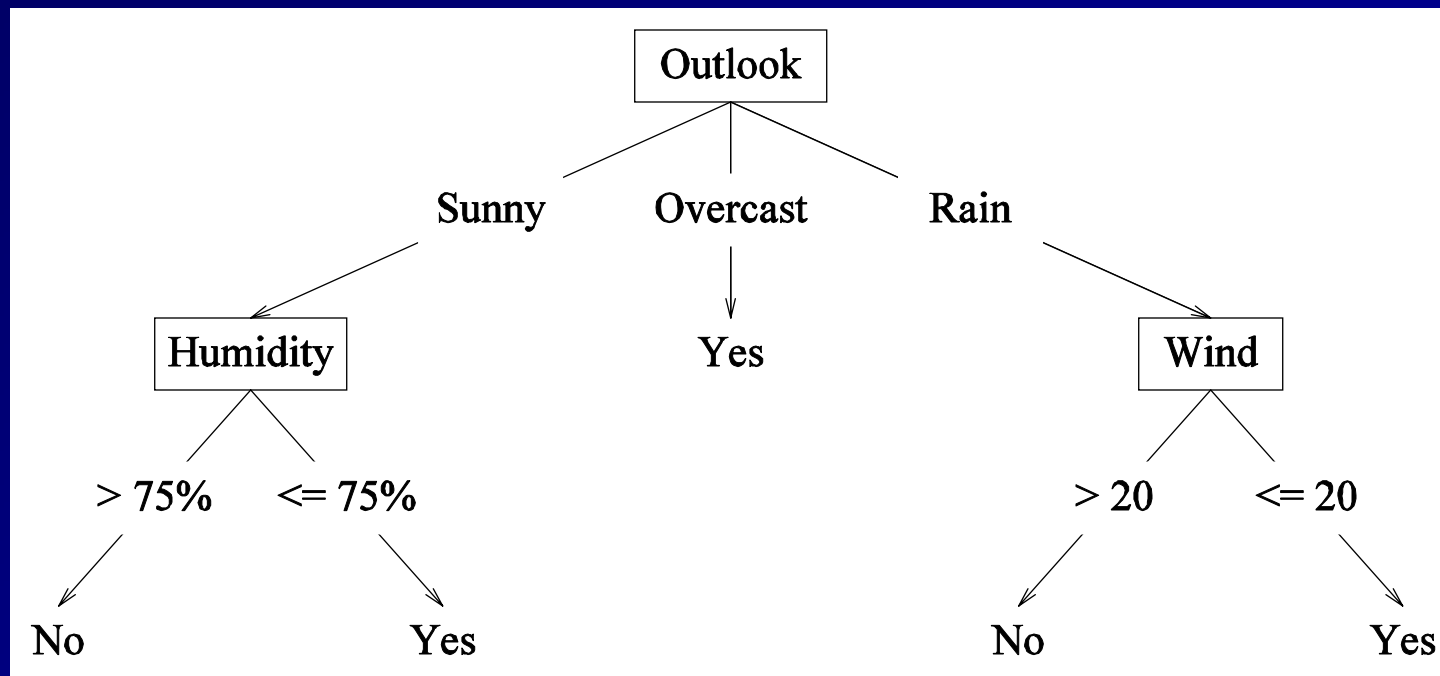 Outlook
Sunny Overcast Rain
Humidity Yes Wind
> 75% <= 75% > 20 <= 20
No Yes No Yes